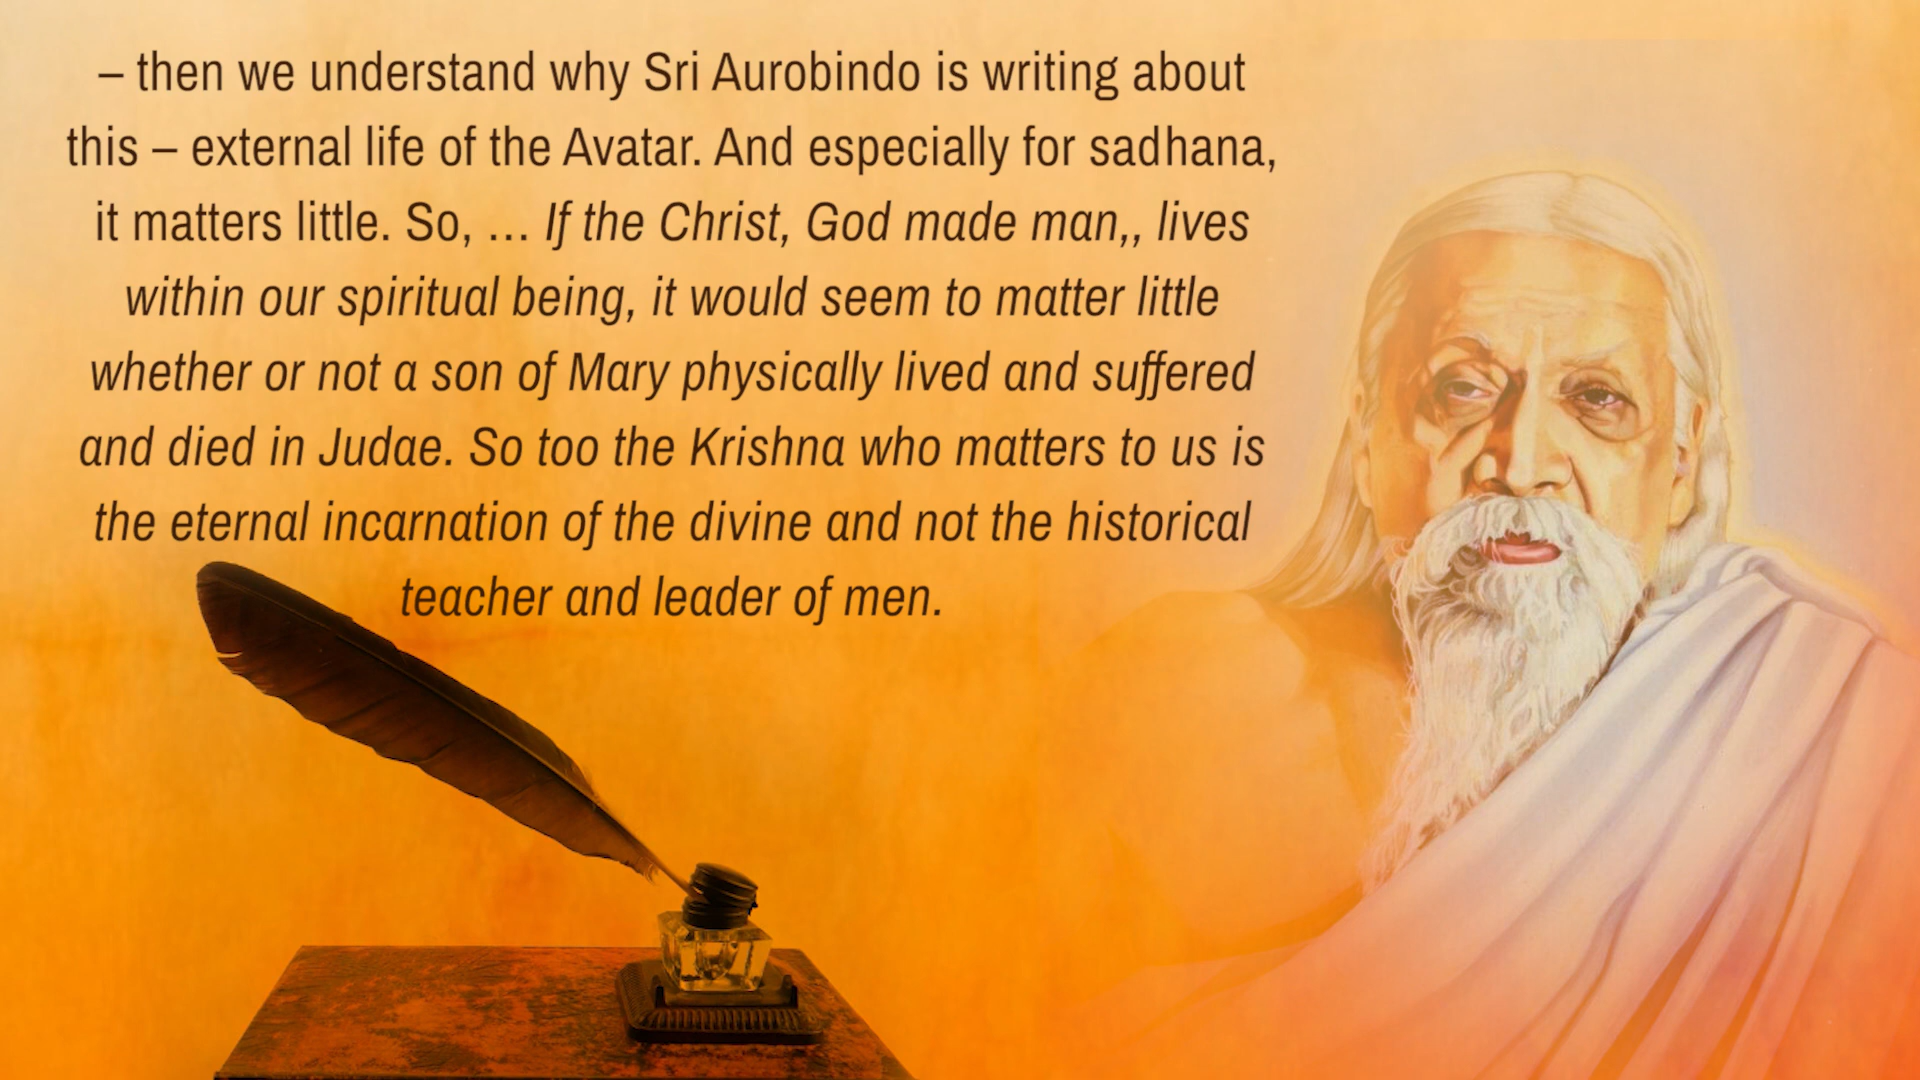 – then we understand why Sri Aurobindo is writing about
this – external life of the Avatar. And especially for sadhana,
it matters little. So, … If the Christ, God made man,, lives
within our spiritual being, it would seem to matter little
whether or not a son of Mary physically lived and suffered
and died in Judae. So too the Krishna who matters to us is
the eternal incarnation of the divine and not the historical
teacher and leader of men.